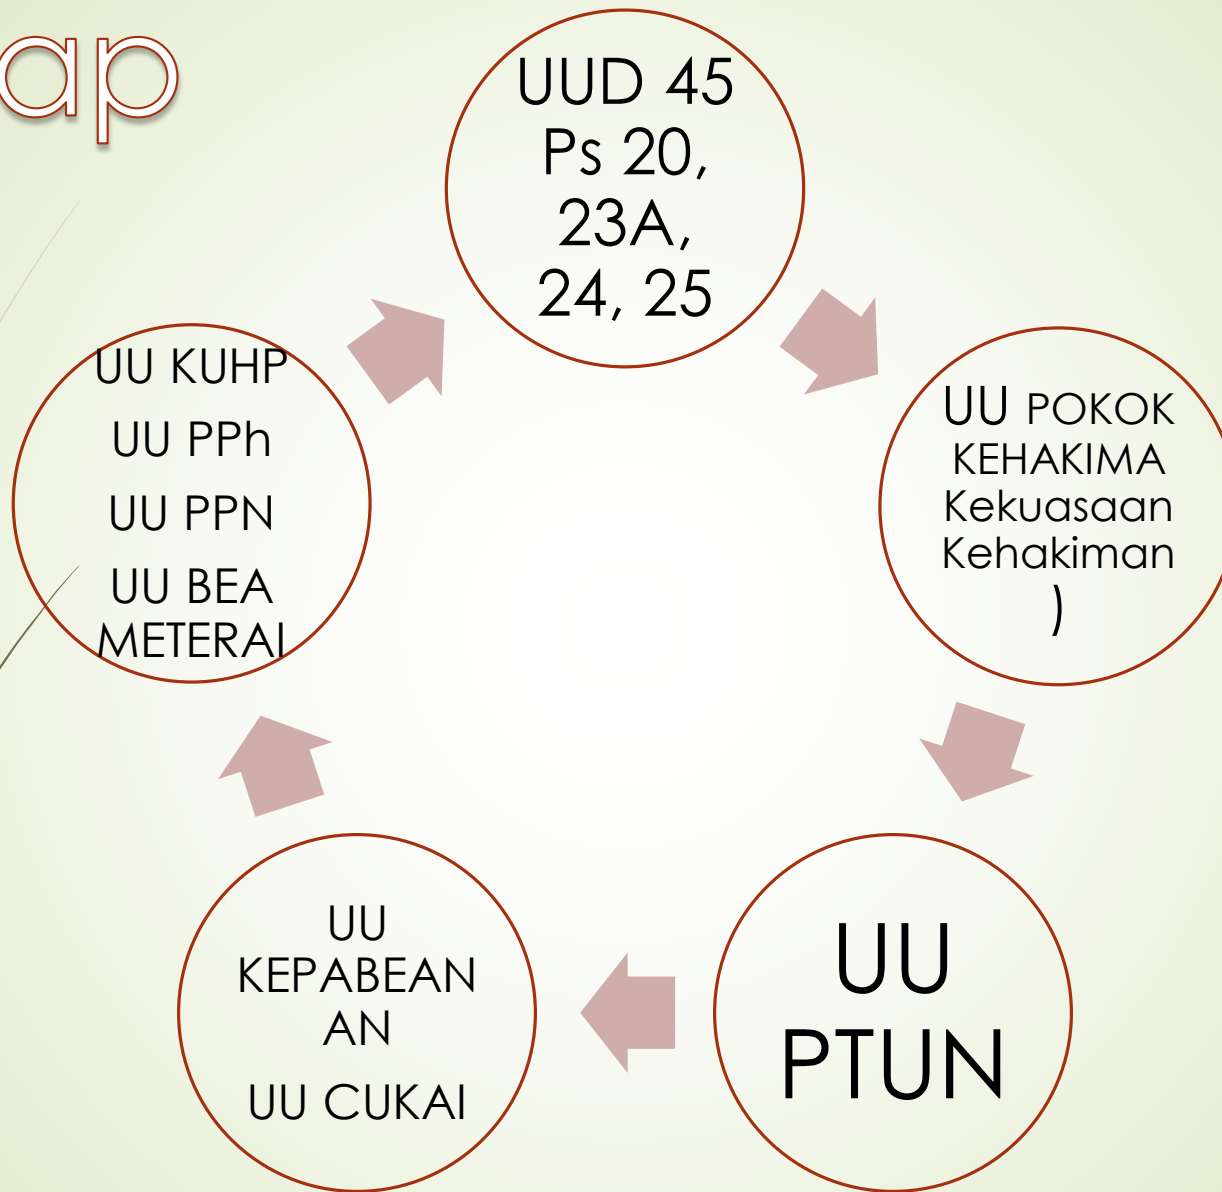 ap
UUD 45
Ps 20,
23A,
24, 25
UU POKOK
KEHAKIMA
Kekuasaan
Kehakiman
)
UU
PTUN
UU
KEPABEAN
AN
UU CUKAI
UU KUHP
UU PPh
UU PPN
UU BEA
METERAI